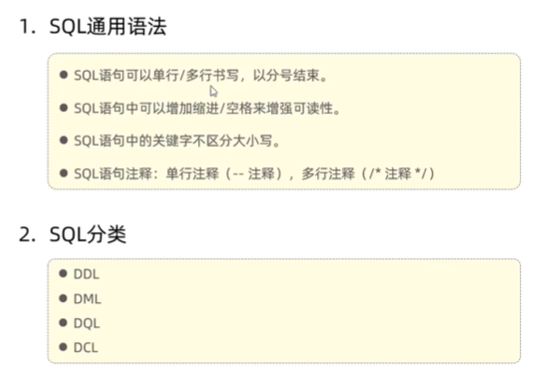 1. SQL通用语法
● SQL语句可以单行/多行书写，以分号结束。
● SQL语句中可以增加缩进/空格来增强可读性。
● SQL语句中的关键字不区分大小写。
● SQL语句注释：单行注释（-- 注释），多行注释（/* 注释 */）
2. SQL分类
● DDL
● DML
● DQL
● DCL